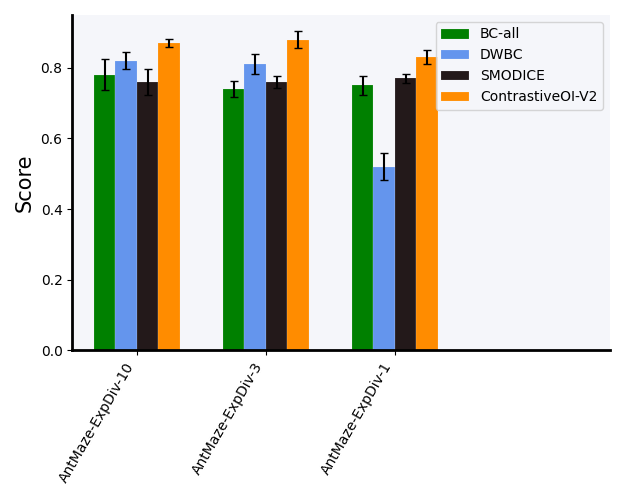 BC-all
DWBC
SMODICE
ContrastiveOI-V2
Score
0.8
0.6
0.4
0.2
0.0
AntMaze-ExpDiv-10
AntMaze-ExpDiv-3
AntMaze-ExpDiv-1